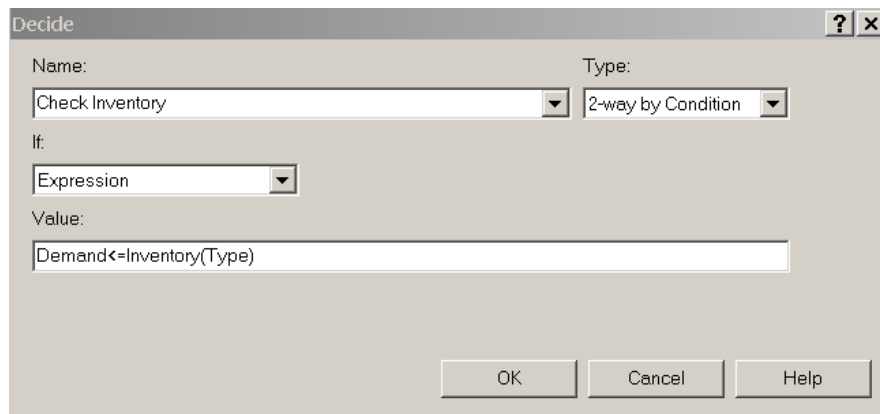 Decide
Name: Type:
Check Inventory 2-way by Condition
If:
Expression
Value:
Demand<=Inventory(Type)
OK Cancel Help